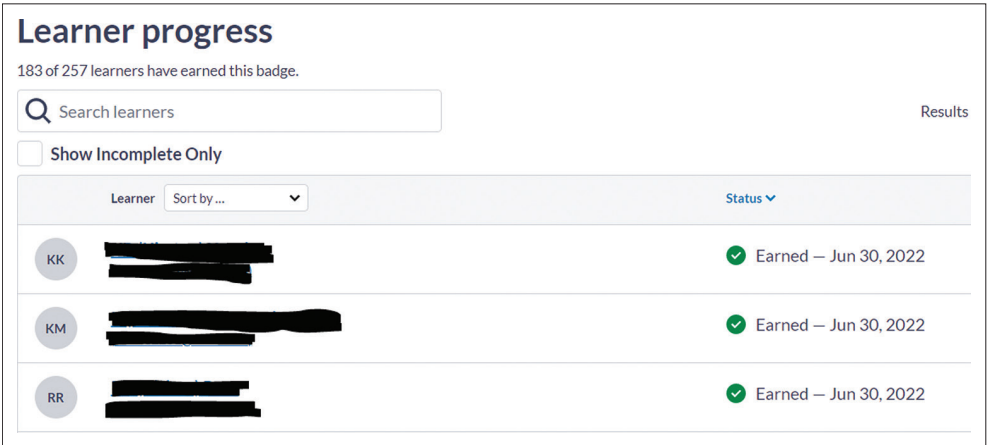 Learner progress
183 of 257 learners have earned this badge.
Search learners
Results
Show Incomplete Only
Learner Sort by ... Status
KK Earned — Jun 30, 2022
KM Earned — Jun 30, 2022
RR Earned — Jun 30, 2022